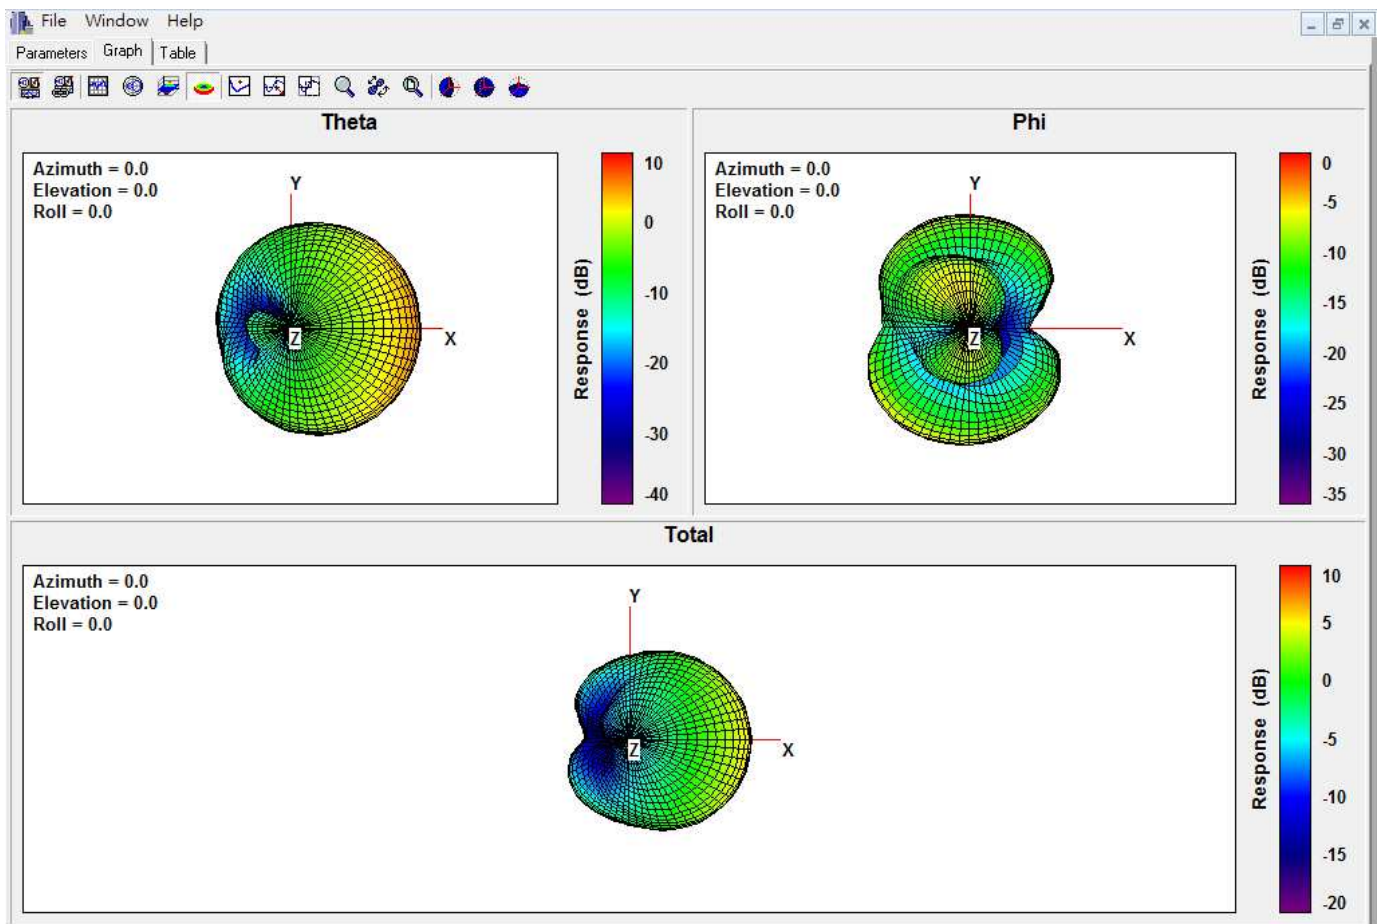 File Window Help
Parameters Graph Table
Theta
Azimuth = 0.0
Elevation = 0.0
Roll = 0.0
Y
X
Z
Response (dB)
10
0
-10
-20
-30
-40
Phi
Azimuth = 0.0
Elevation = 0.0
Roll = 0.0
Y
X
Z
Response (dB)
0
-5
-10
-15
-20
-25
-30
-35
Total
Azimuth = 0.0
Elevation = 0.0
Roll = 0.0
Y
X
Z
Response (dB)
10
5
0
-5
-10
-15
-20